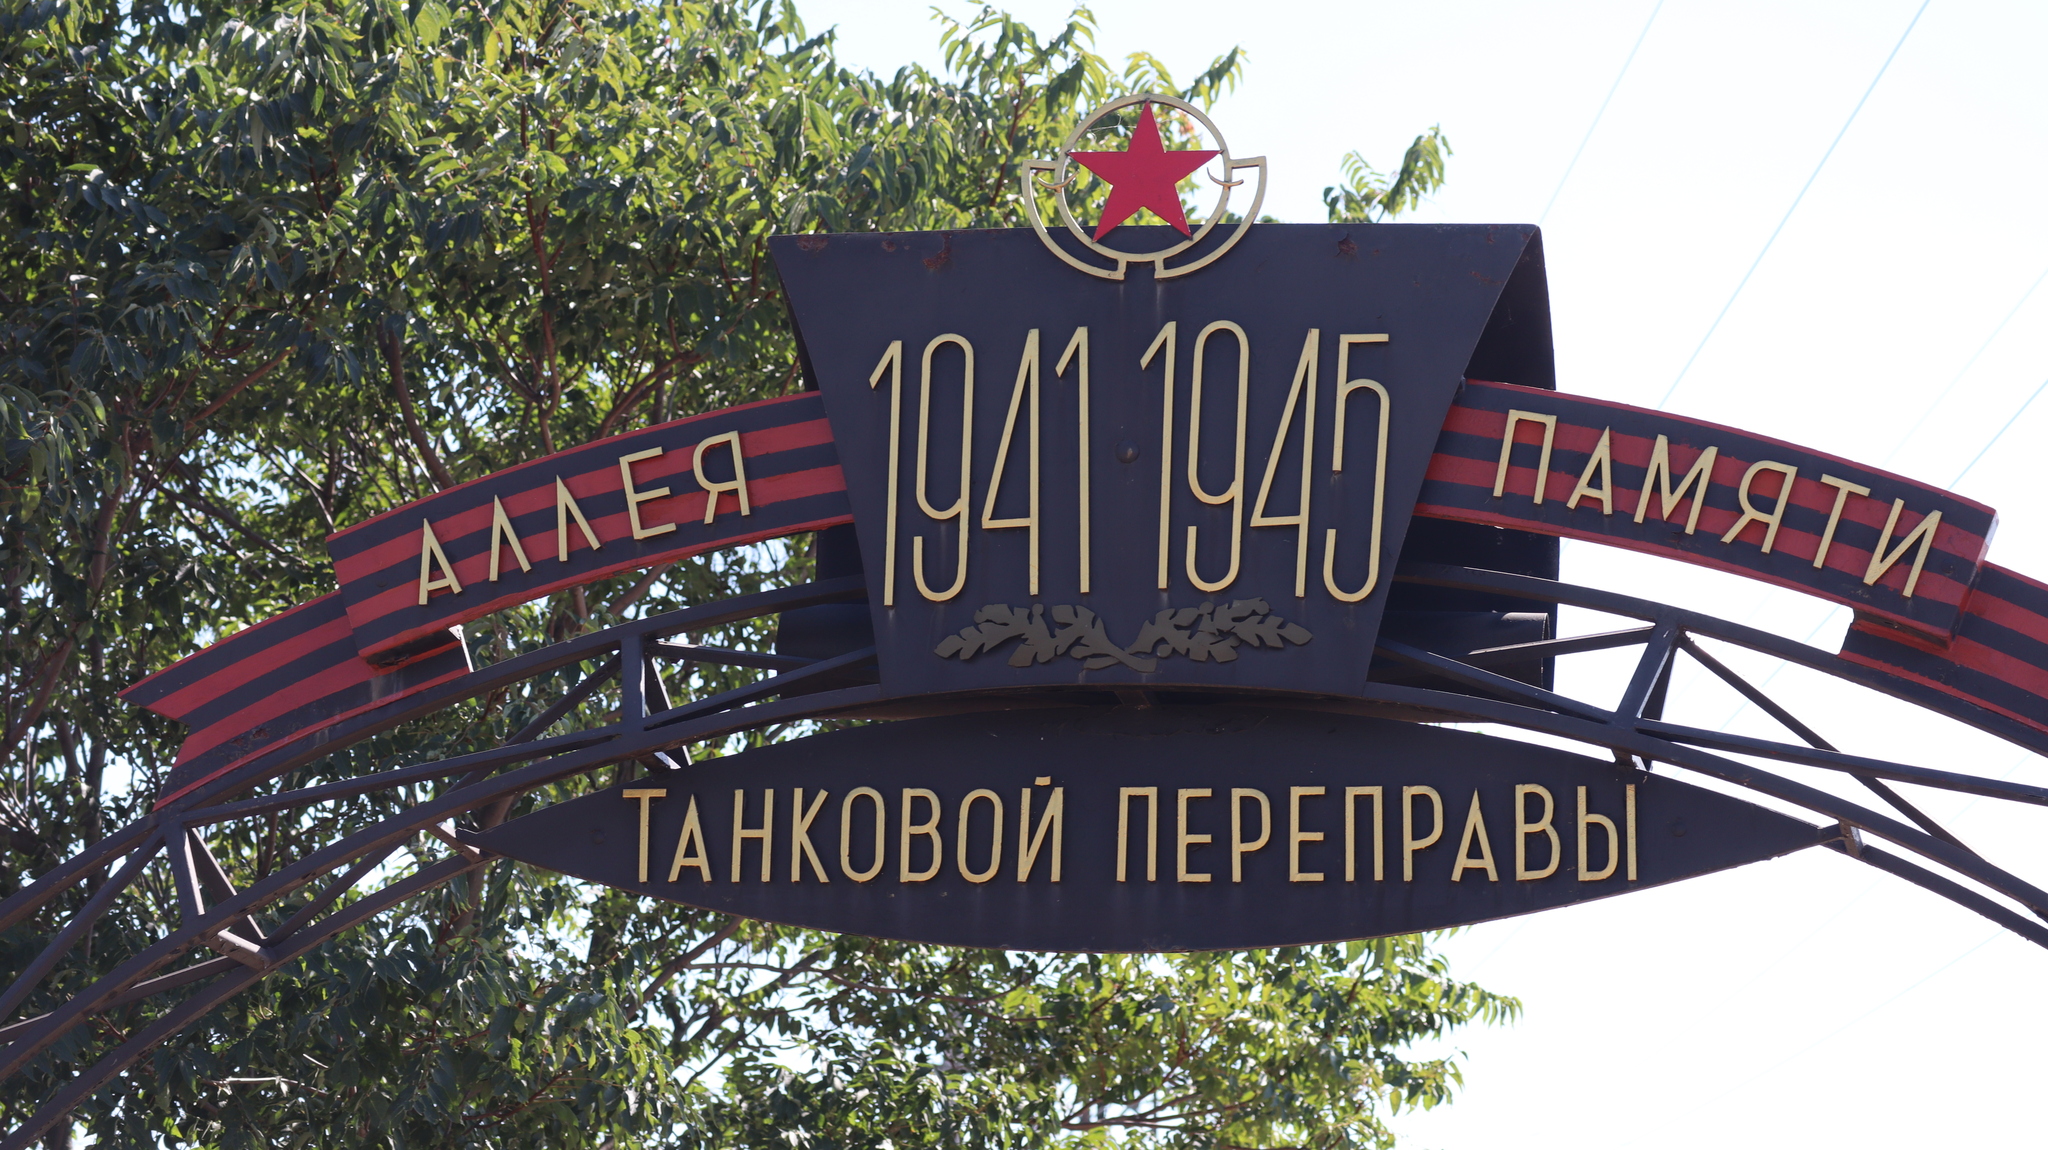 АЛЛЕЯ ПАМЯТИ
1941 1945
ТАНКОВОЙ ПЕРЕПРАВЫ